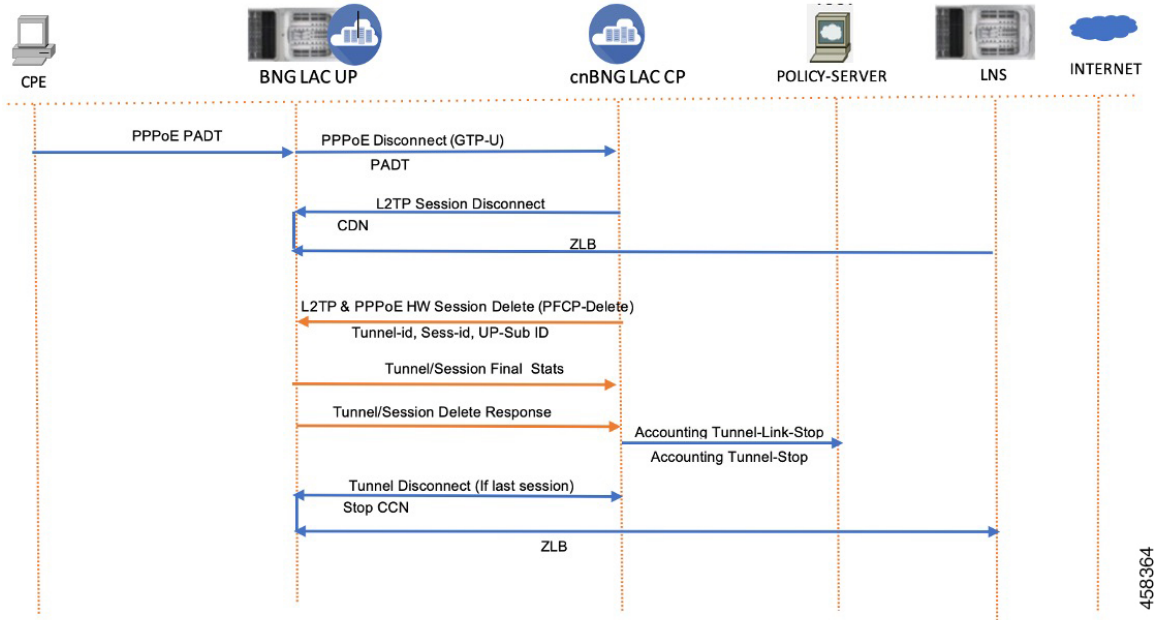 CPE
BNG LAC UP
cnBNG LAC CP
POLICY-SERVER
LNS
INTERNET
PPPoE PADT
PPPoE Disconnect (GTP-U)
PADT
L2TP Session Disconnect
CDN
ZLB
L2TP & PPPoE HW Session Delete (PFCP-Delete)
Tunnel-id, Sess-id, UP-Sub ID
Tunnel/Session Final Stats
Tunnel/Session Delete Response
Accounting Tunnel-Link-Stop
Accounting Tunnel-Stop
Tunnel Disconnect (If last session)
Stop CCN
ZLB
458364